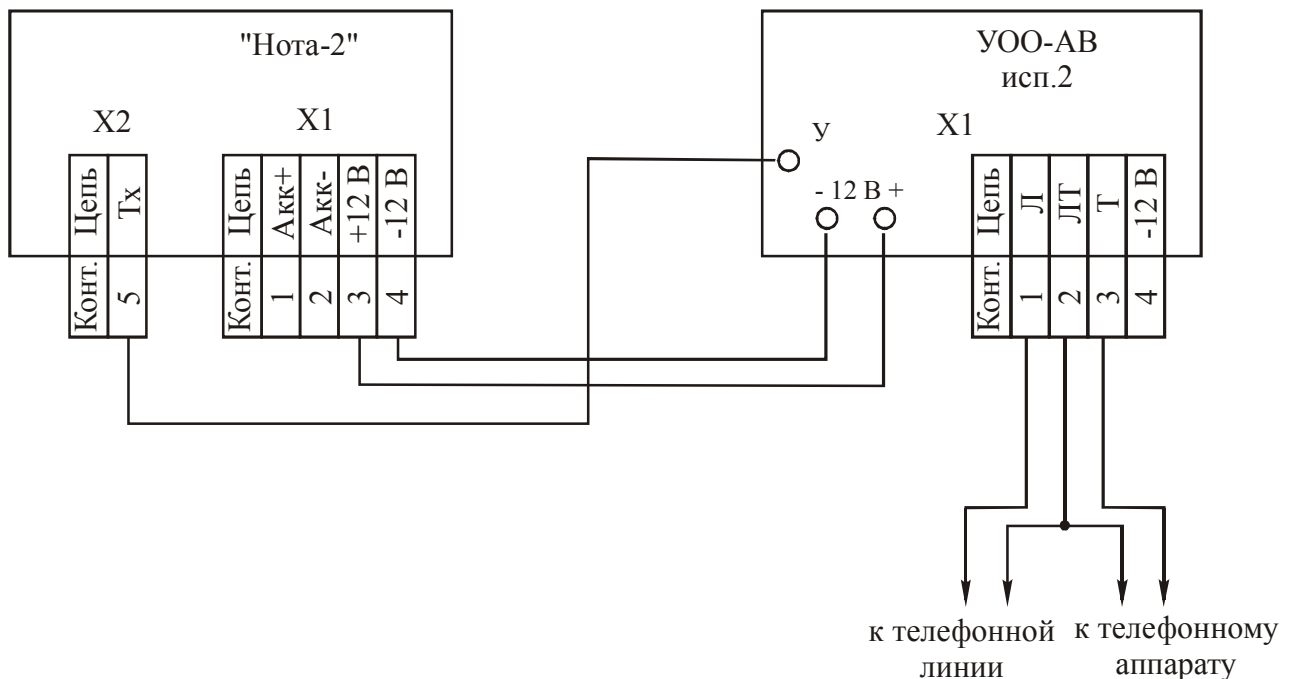 "Нота-2"
X2
X1
Цепь
Tx
Цепь
Акк+
Акк-
+12 В
-12 В
Конт.
5
Конт.
1
2
3
4
УОО-АВ
исп.2
X1
У
- 12 В +
Цепь
Л
ЛТ
Т
-12 В
Конт.
1
2
3
4
к телефонной
линии
к телефонному
аппарату